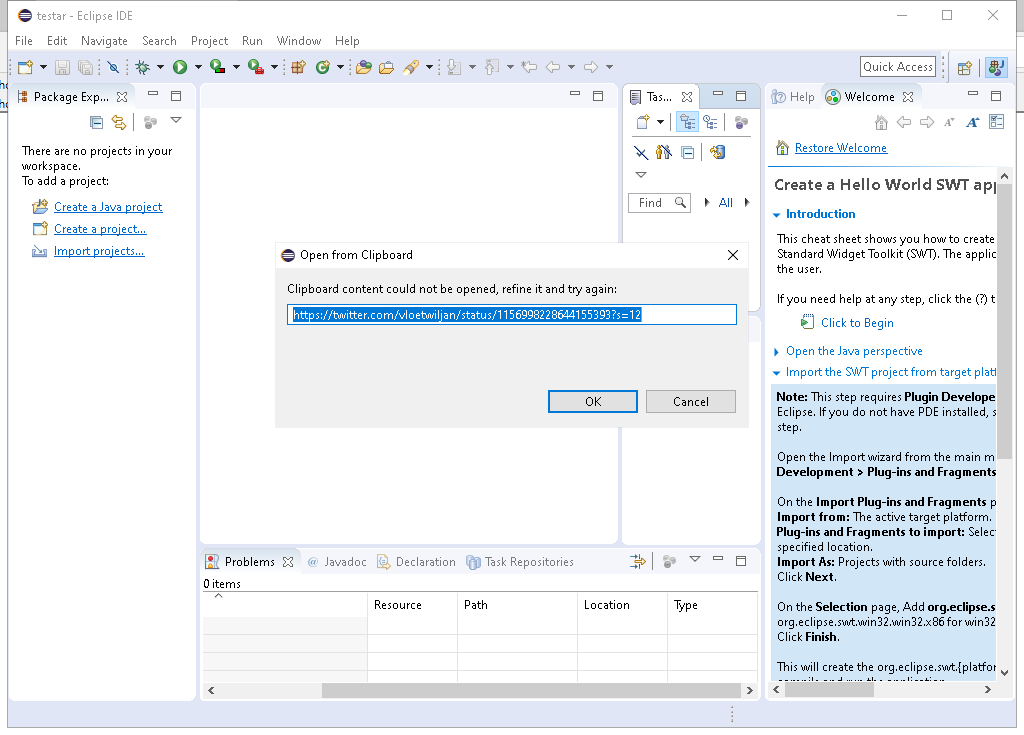 testar - Eclipse IDE
File Edit Navigate Search Project Run Window Help
Quick Access
Package Exp...
There are no projects in your
workspace.
To add a project:
Create a Java project
Create a project...
Import projects...
Tas...
Find
All
Help
Welcome
Restore Welcome
Create a Hello World SWT app
Introduction
This cheat sheet shows you how to create
Standard Widget Toolkit (SWT). The applic
the user.
If you need help at any step, click the (?) t
Click to Begin
Open the Java perspective
Import the SWT project from target platf
Note: This step requires Plugin Develope
Eclipse. If you do not have PDE installed, s
step.
Open the Import wizard from the main m
Development > Plug-ins and Fragments
On the Import Plug-ins and Fragments p
Import from: The active target platform.
Plug-ins and Fragments to import: Selec
specified location.
Import As: Projects with source folders.
Click Next.
On the Selection page, Add org.eclipse.s
org.eclipse.swt.win32.win32.x86 for win32
Click Finish.
This will create the org.eclipse.swt.{platfor
Open from Clipboard
Clipboard content could not be opened, refine it and try again:
https://twitter.com/vloetwiljan/status/1156998228644155393?s=12
OK
Cancel
Problems @ Javadoc Declaration Task Repositories
0 items
Resource Path Location Type